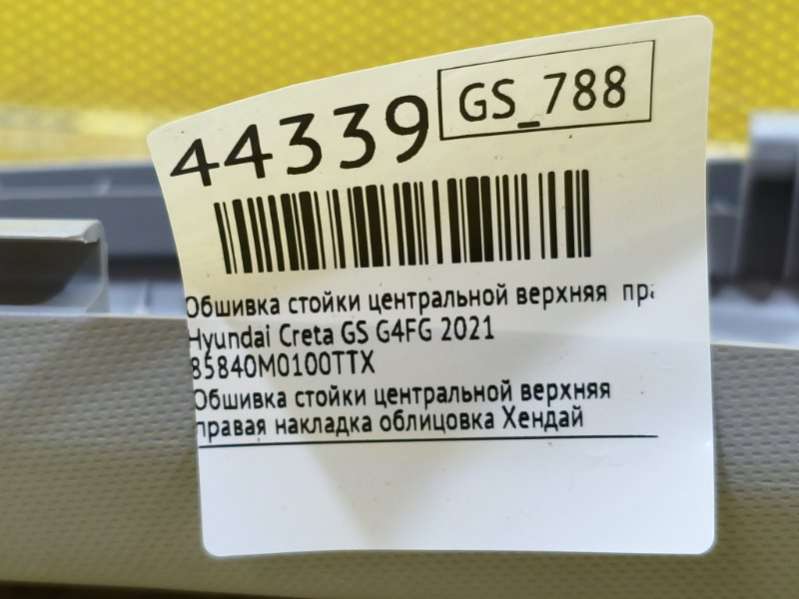 44339
GS_788
Обшивка стойки центральной верхняя пра
Hyundai Creta GS G4FG 2021
85840M0100TTX
Обшивка стойки центральной верхняя
правая накладка облицовка Хендай